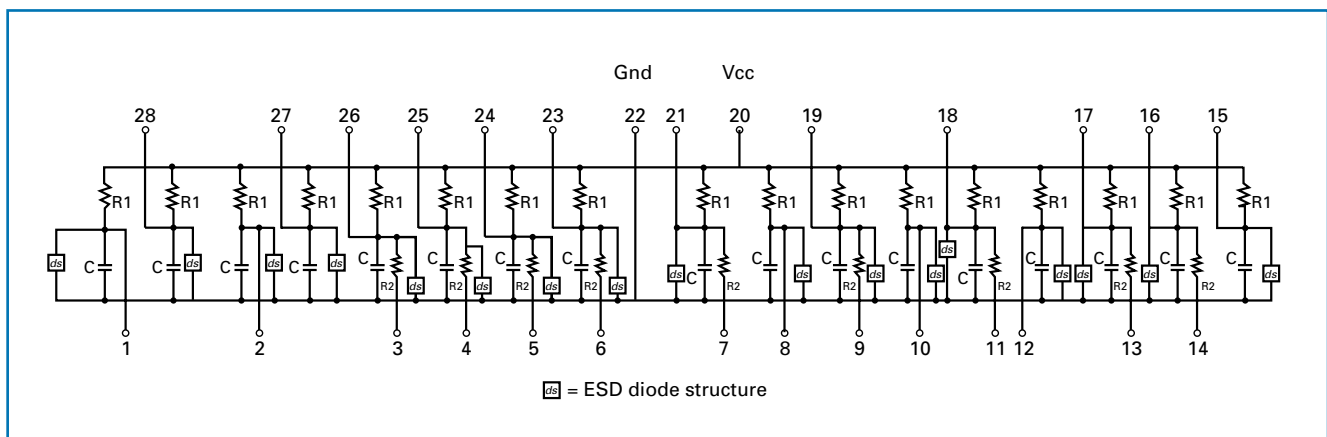 Gnd Vcc
28 27 26 25 24 23 22 21 20 19 18 17 16 15
R1 R1 R1 R1 R1 R1 R1 R1 R1 R1 R1 R1 R1 R1 R1 R1 R1
ds
ds C C ds C ds C ds C C C C ds C C ds C ds C ds C C ds ds C ds C C ds
R2 ds R2 ds R2 ds R2 ds R2 R2 R2 R2 R2
1 2 3 4 5 6 7 8 9 10 11 12 13 14
ds = ESD diode structure